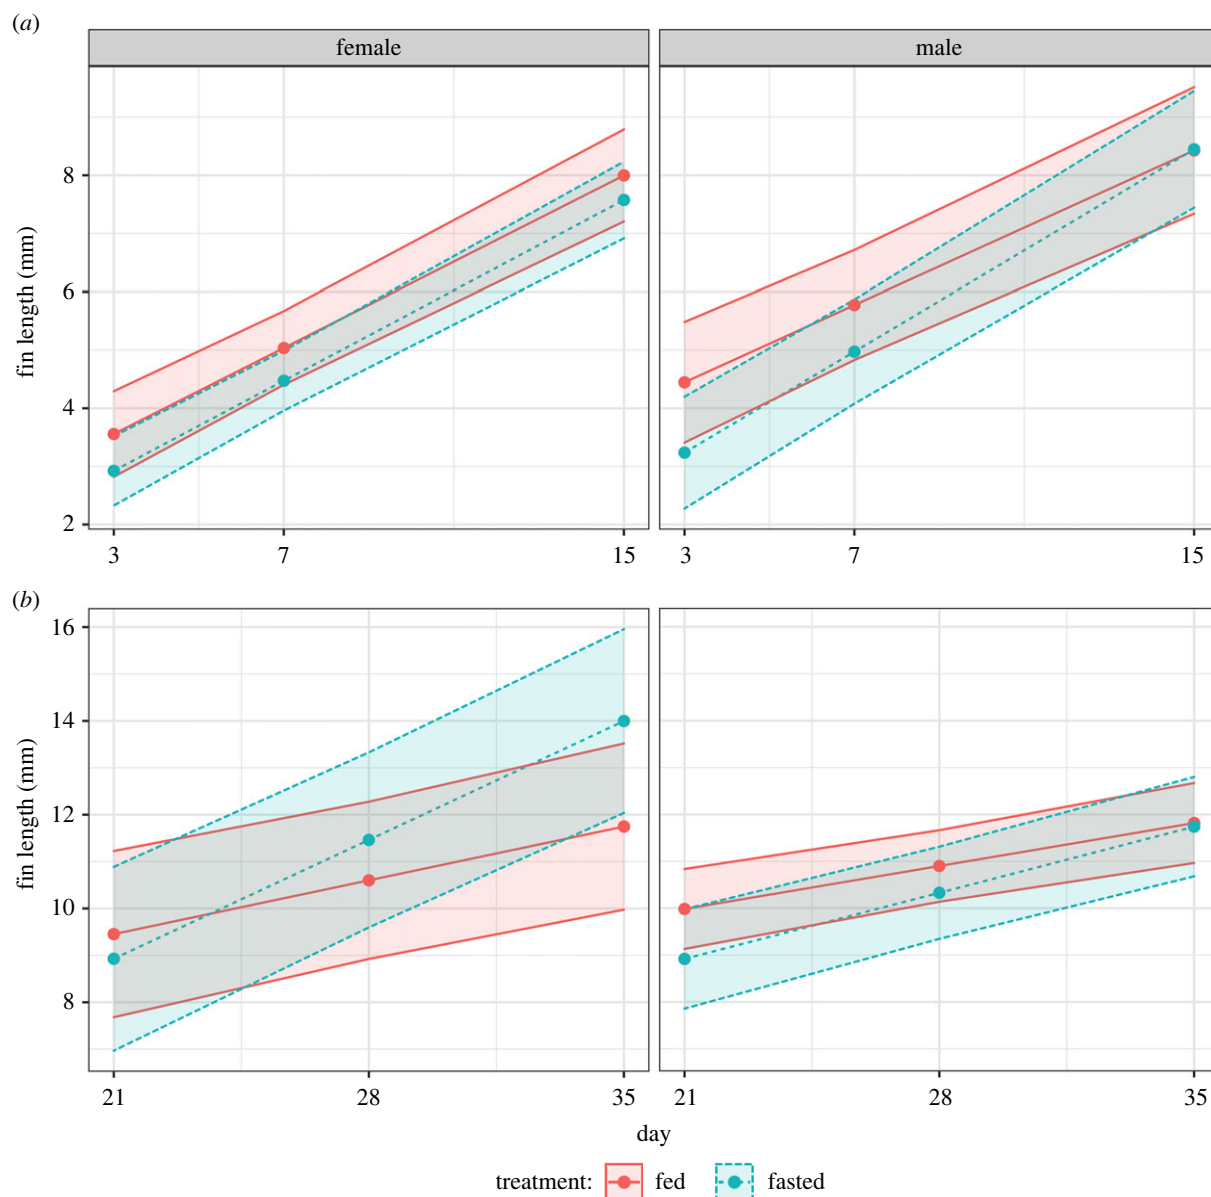 (a)
female male
fin length (mm)
8
6
4
2
3 7 15 3 7 15
(b)
fin length (mm)
16
14
12
10
8
21 28 35 21 28 35
day
treatment: fed fasted